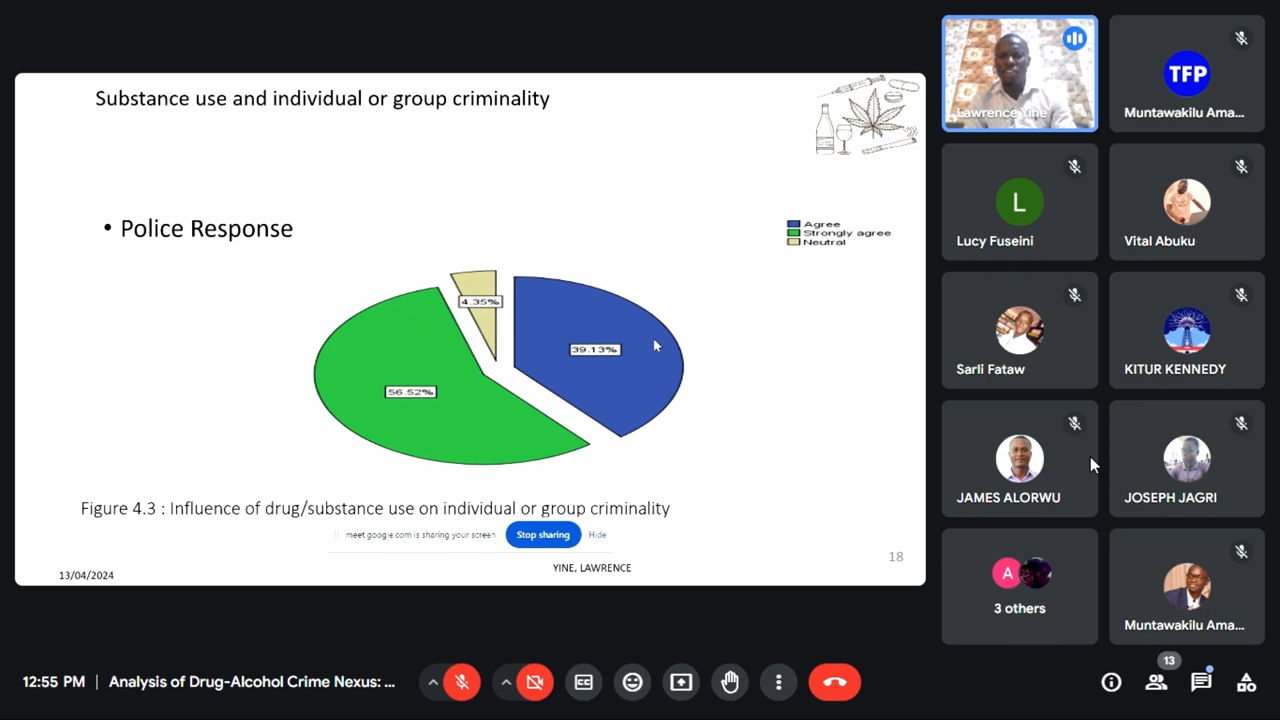 Substance use and individual or group criminality
• Police Response
Agree
Strongly agree
Neutral
4.35%
39.13%
56.52%
Figure 4.3 : Influence of drug/substance use on individual or group criminality
meet.google.com is sharing your screen.
Stop sharing
Hide
18
13/04/2024
YINE, LAWRENCE
Lawrence Yine
TFP
Muntawakilu Ama...
L
Lucy Fuseini
Vital Abuku
Sarli Fataw
KITUR KENNEDY
JAMES ALORWU
JOSEPH JAGRI
A
3 others
Muntawakilu Ama...
12:55 PM | Analysis of Drug-Alcohol Crime Nexus: ...
CC
13